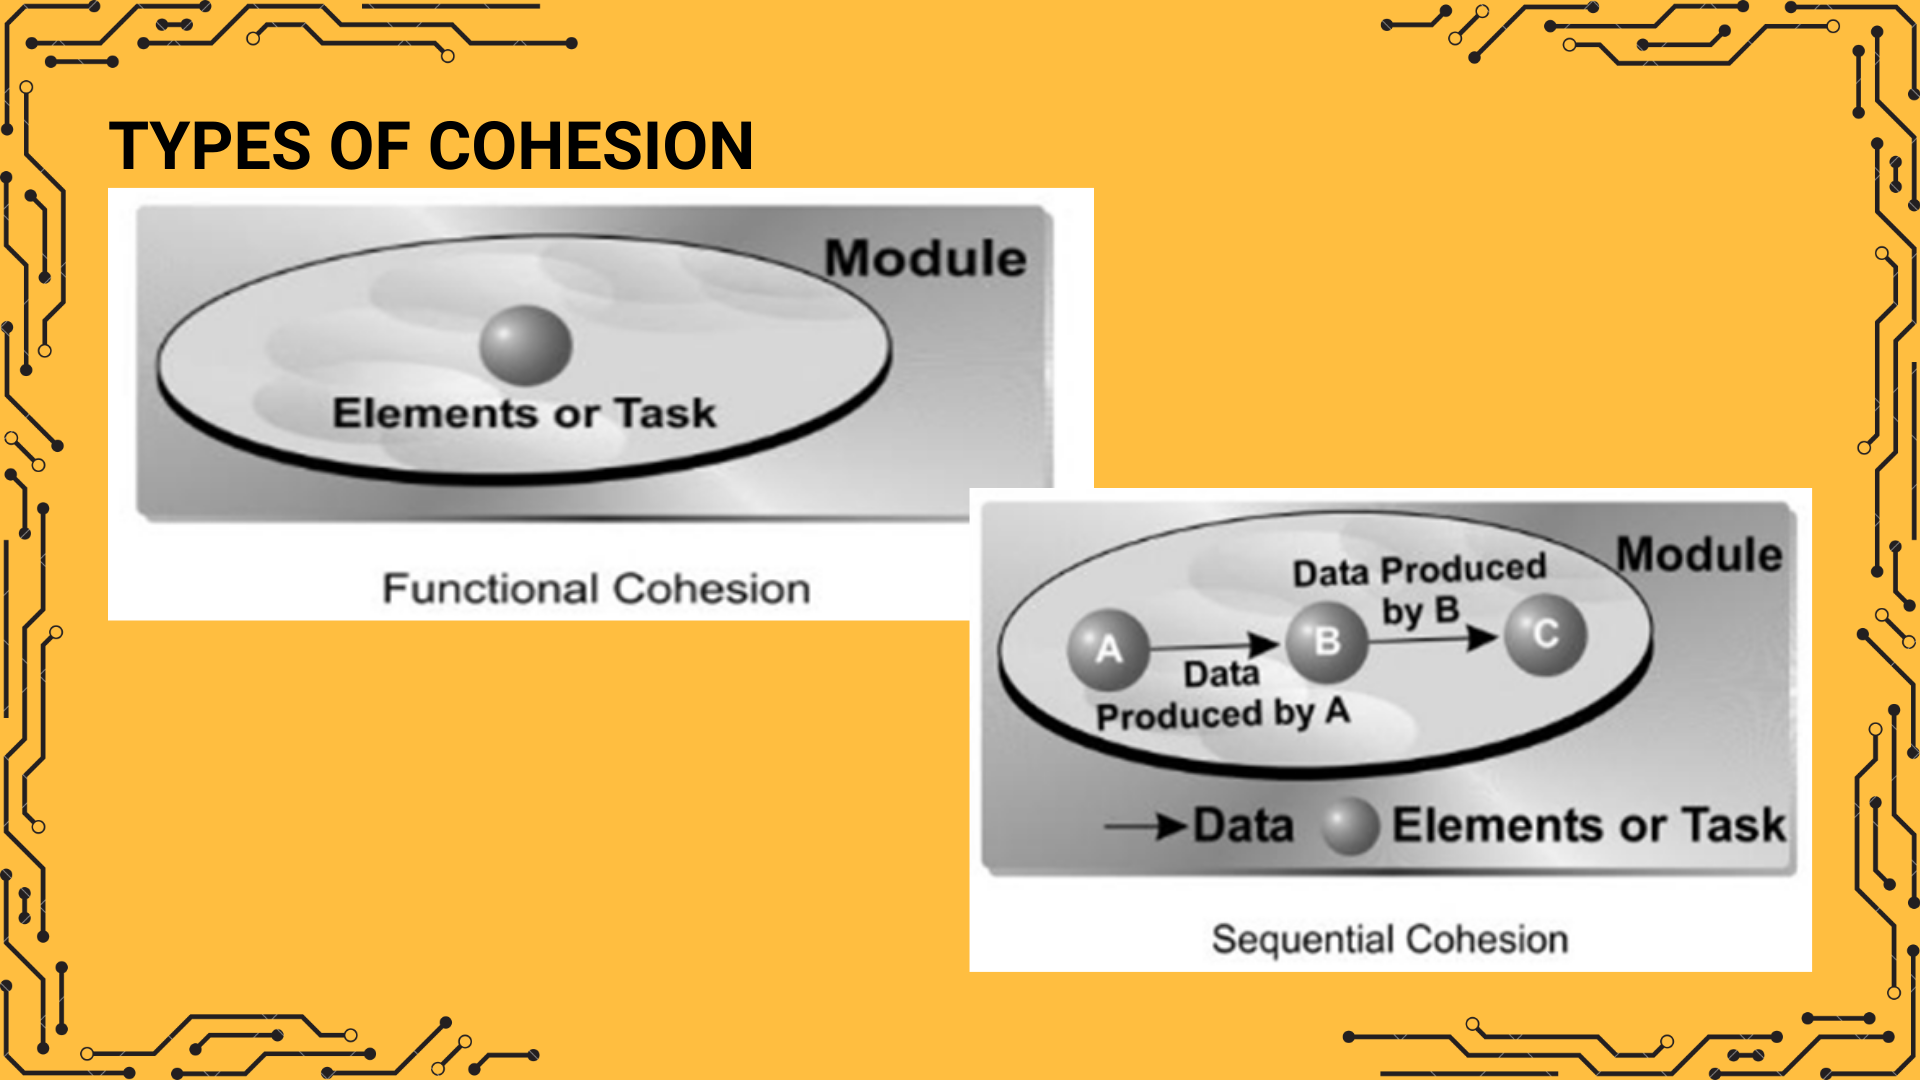 TYPES OF COHESION
Module
Elements or Task
Functional Cohesion
Module
Data Produced
by B
A
B
C
Data
Produced by A
Data
Elements or Task
Sequential Cohesion